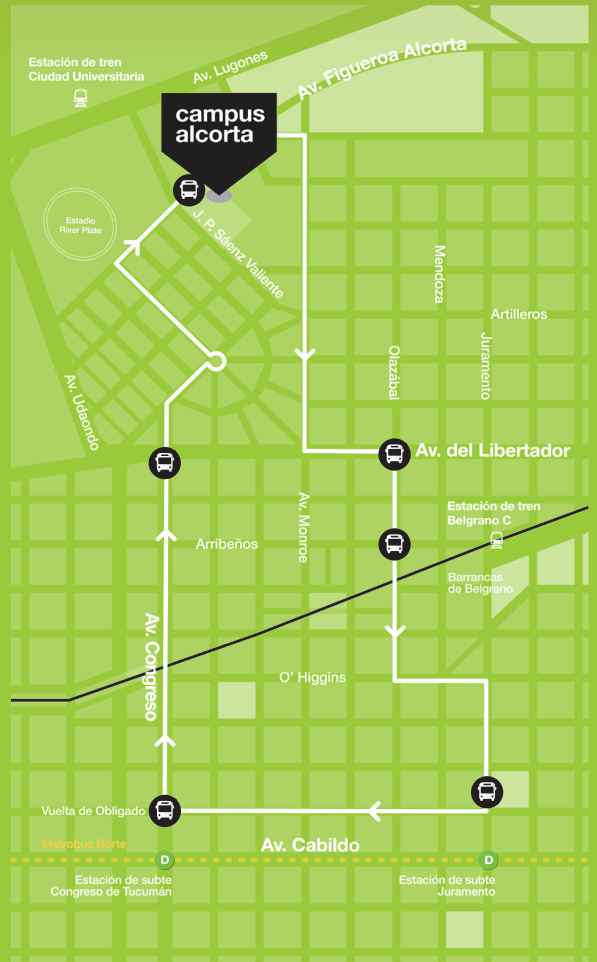 Av. Figueroa Alcorta
Av. Lugones
Estación de tren
Ciudad Universitaria
campus
alcorta
Estadio
River Plate
J. P. Sáenz Valiente
Mendoza
Artilleros
Juramento
Olazábal
Av. Udaondo
Av. del Libertador
Av. Monroe
Estación de tren
Belgrano C
Arribeños
Barrancas
de Belgrano
Av. Congreso
O' Higgins
Vuelta de Obligado
Metrobus Norte
Av. Cabildo
D
D
Estación de subte
Congreso de Tucumán
Estación de subte
Juramento